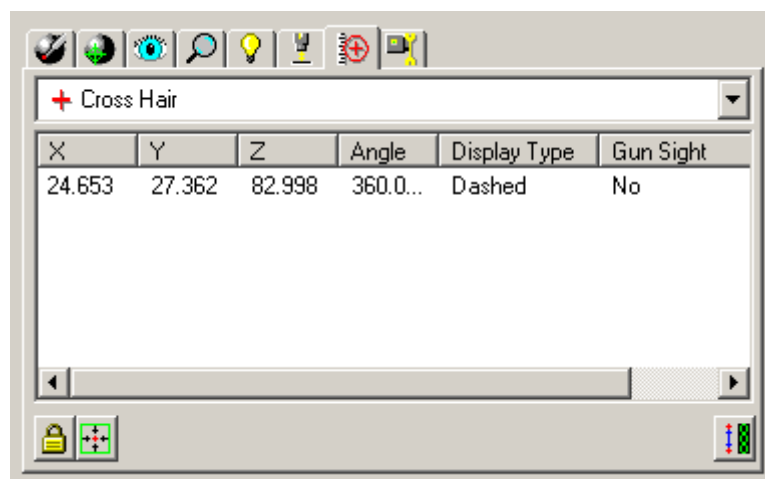 Cross Hair
X Y Z Angle Display Type Gun Sight
24.653 27.362 82.998 360.0... Dashed No